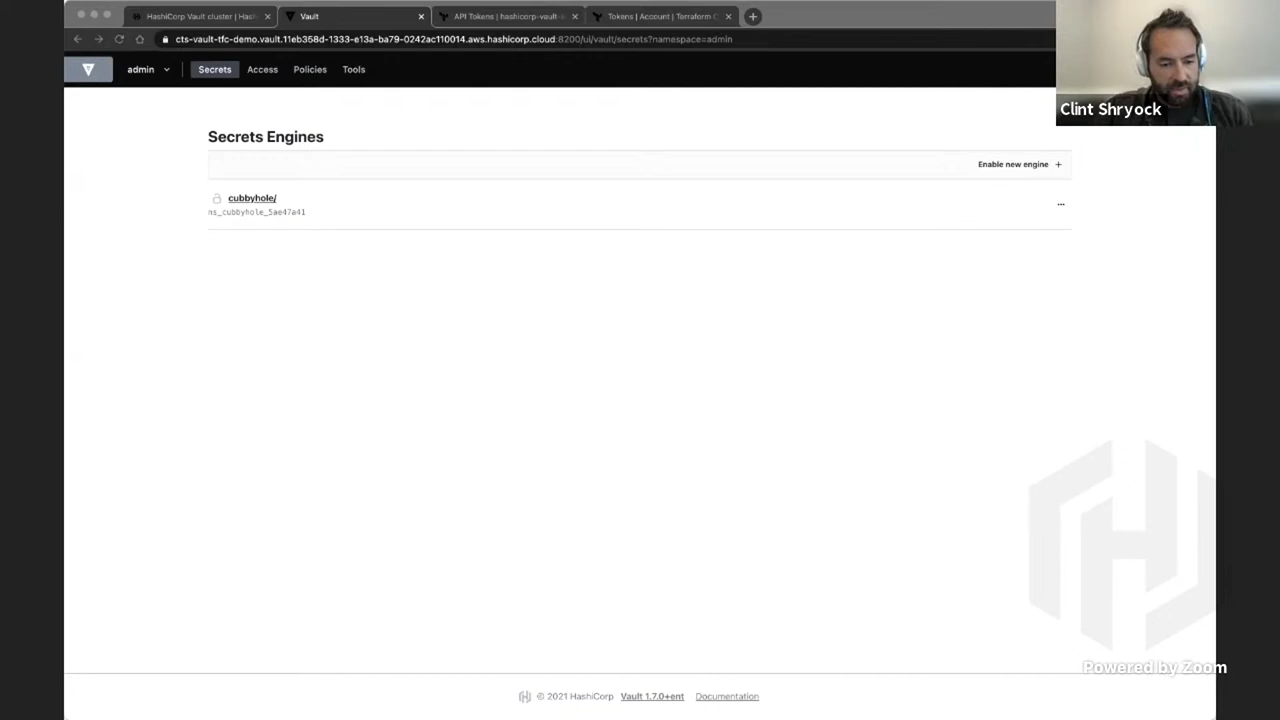 HashiCorp Vault cluster | Hash
Vault
API Tokens | hashicorp-vault-
Tokens | Account | Terraform C
cts-vault-tfc-demo.vault.11eb358d-1333-e13a-ba79-0242ac110014.aws.hashicorp.cloud:8200/ui/vault/secrets?namespace=admin
admin
Secrets
Access
Policies
Tools
Clint Shryock
Secrets Engines
Enable new engine +
cubbyhole/
ns_cubbyhole_5ae47a41
Powered by Zoom
© 2021 HashiCorp Vault 1.7.0+ent Documentation